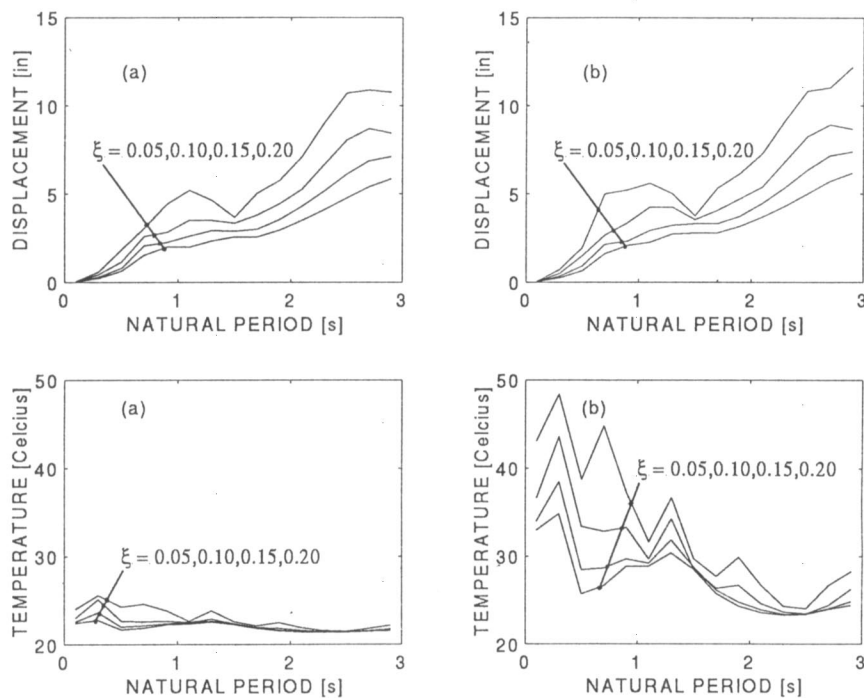 15
10
5
0
DISPLACEMENT [in]
(a)
ξ = 0.05,0.10,0.15,0.20
1
2
3
NATURAL PERIOD [s]
15
10
5
0
DISPLACEMENT [in]
(b)
ξ = 0.05,0.10,0.15,0.20
1
2
3
NATURAL PERIOD [s]
50
40
30
20
TEMPERATURE [Celcius]
(a)
ξ = 0.05,0.10,0.15,0.20
0
1
2
3
NATURAL PERIOD [s]
50
40
30
20
TEMPERATURE [Celcius]
(b)
ξ = 0.05,0.10,0.15,0.20
0
1
2
3
NATURAL PERIOD [s]